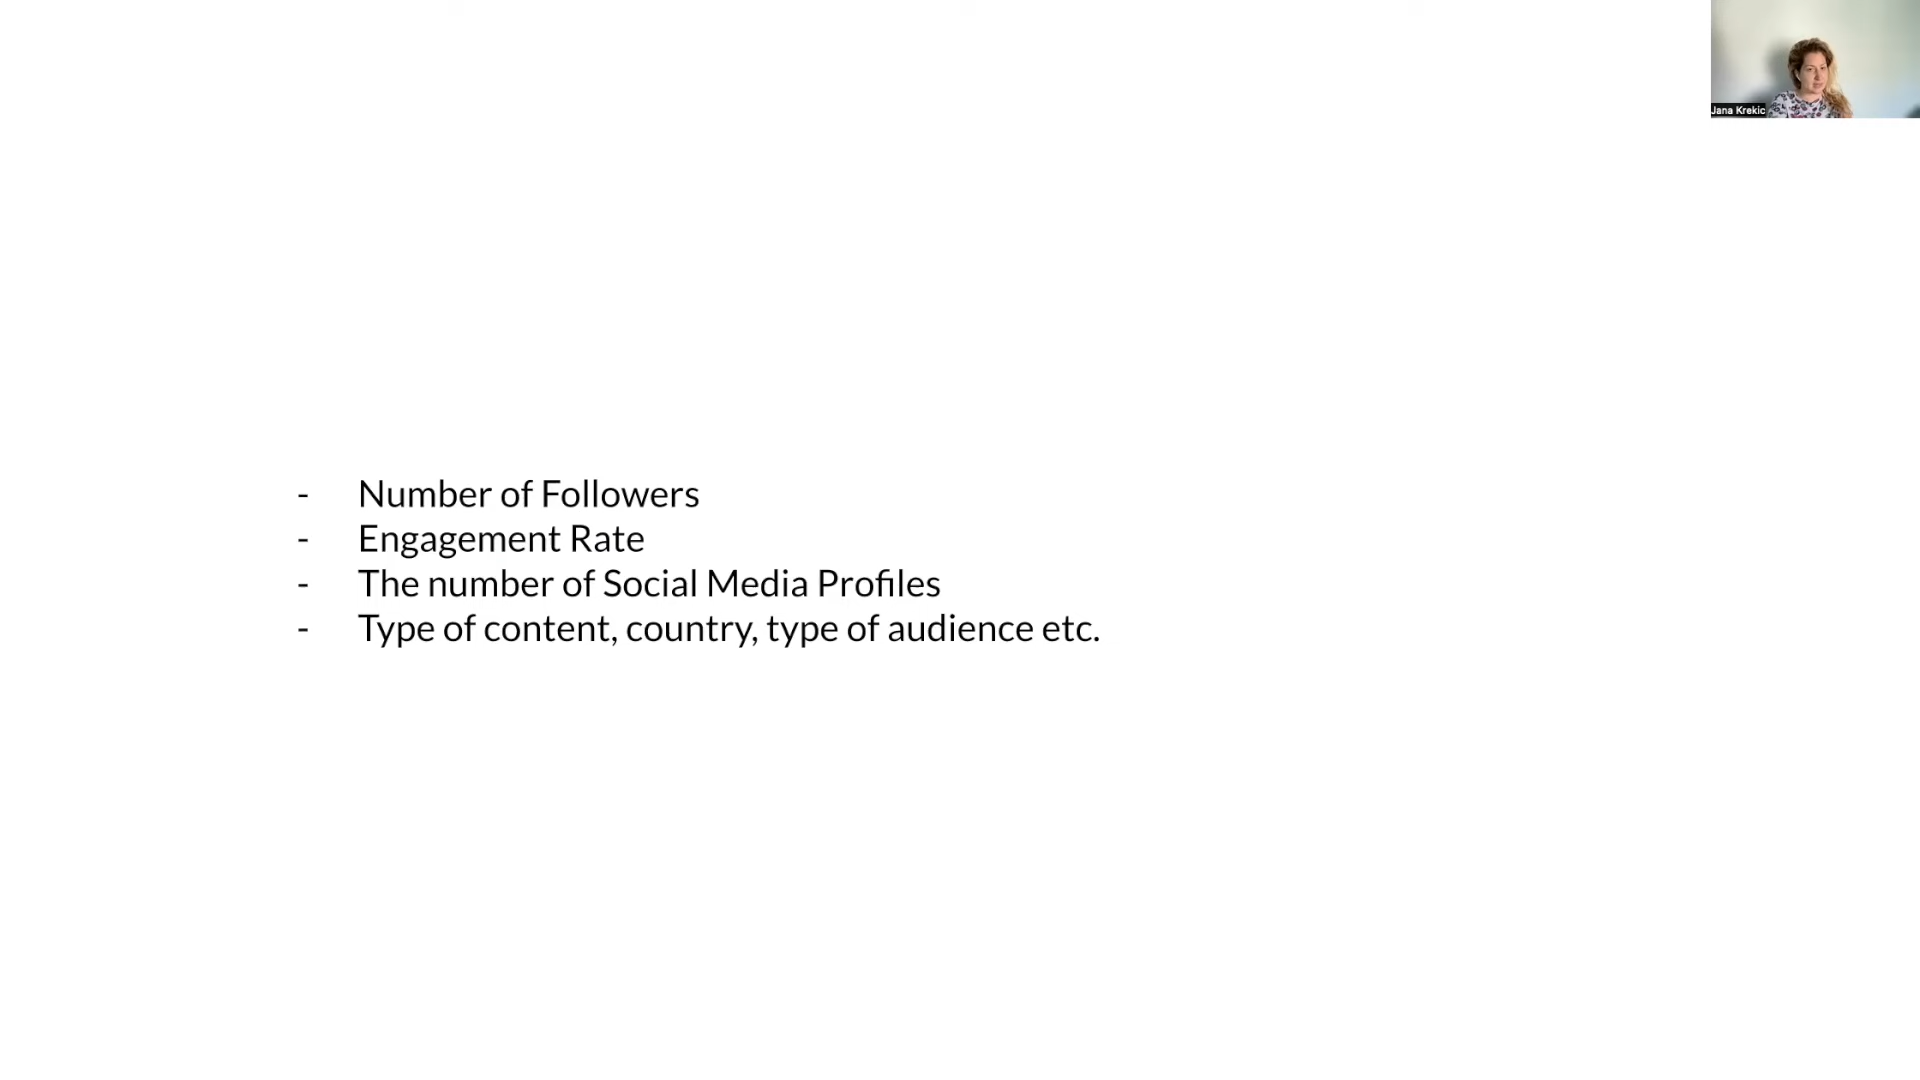 Jana Krekic
- Number of Followers
- Engagement Rate
- The number of Social Media Profiles
- Type of content, country, type of audience etc.